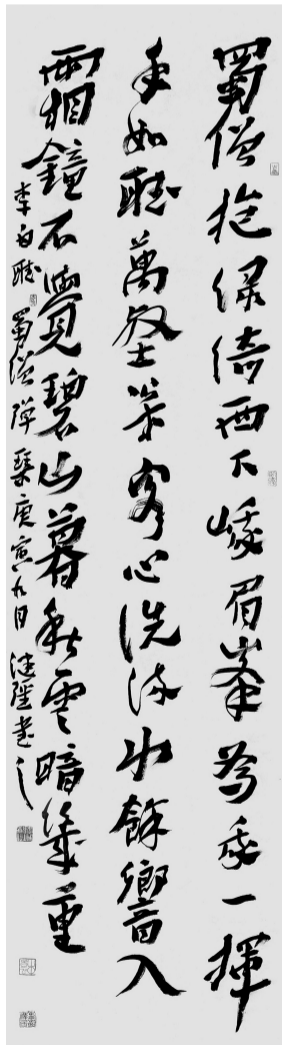 蜀僧抱綠綺西下峨眉峯為我一揮
手如聽萬壑松客心洗流水餘響入
霜鐘不覺碧山暮秋雲暗幾重
李白聽蜀僧彈琴庚寅九月書之